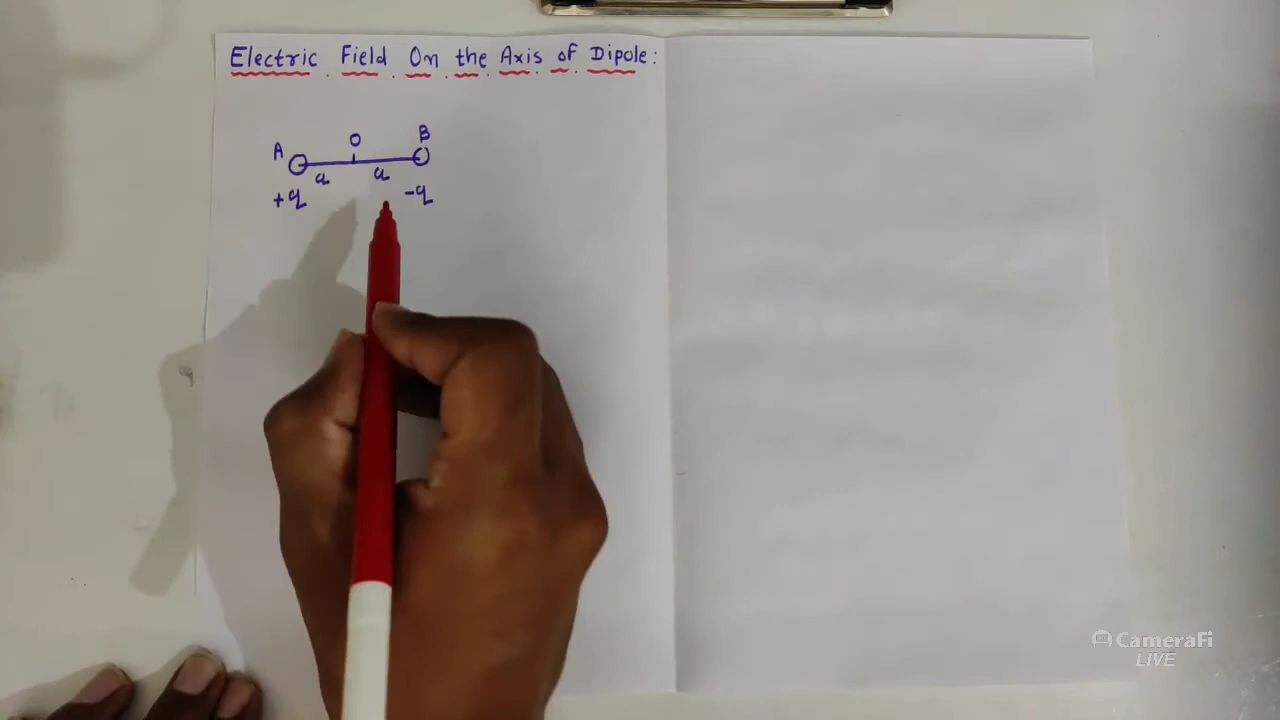 Electric Field On the Axis of Dipole:
A O B
a a
+q -q
CameraFi
LIVE